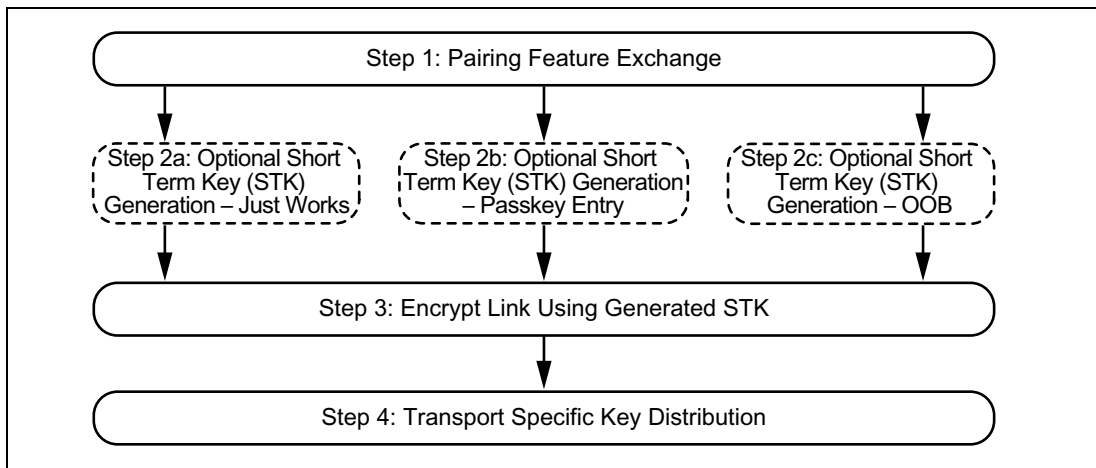 Step 1: Pairing Feature Exchange
Step 2a: Optional Short
Term Key (STK)
Generation – Just Works
Step 2b: Optional Short
Term Key (STK) Generation
– Passkey Entry
Step 2c: Optional Short
Term Key (STK)
Generation – OOB
Step 3: Encrypt Link Using Generated STK
Step 4: Transport Specific Key Distribution